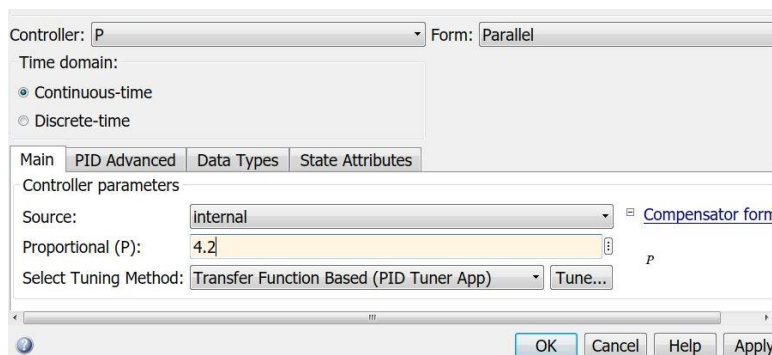 Controller: P Form: Parallel
Time domain:
Continuous-time
Discrete-time
Main PID Advanced Data Types State Attributes
Controller parameters
Source: internal Compensator form
Proportional (P): 4.2
P
Select Tuning Method: Transfer Function Based (PID Tuner App) Tune...
OK Cancel Help Apply